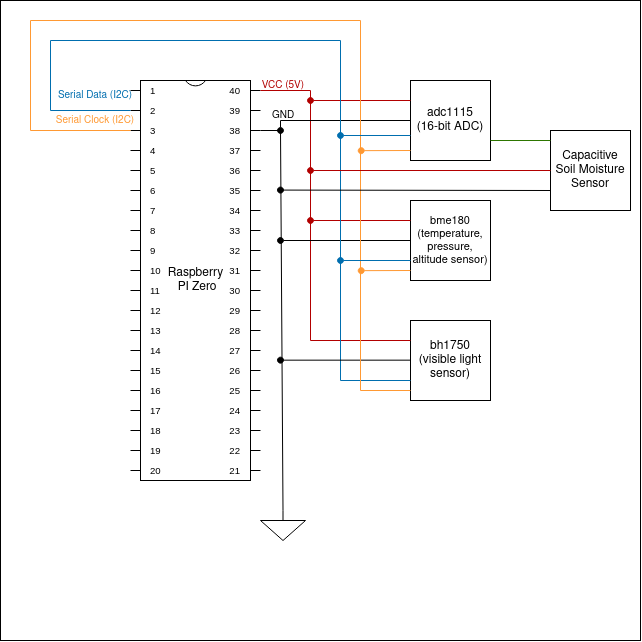 VCC (5V)
Serial Data (I2C)
Serial Clock (I2C)
GND
1 40
2 39
3 38
4 37
5 36
6 35
7 34
8 33
9 32
10 31
11 30
12 29
13 28
14 27
15 26
16 25
17 24
18 23
19 22
20 21
Raspberry
PI Zero
adc1115
(16-bit ADC)
Capacitive
Soil Moisture
Sensor
bme180
(temperature,
pressure,
altitude sensor)
bh1750
(visible light
sensor)